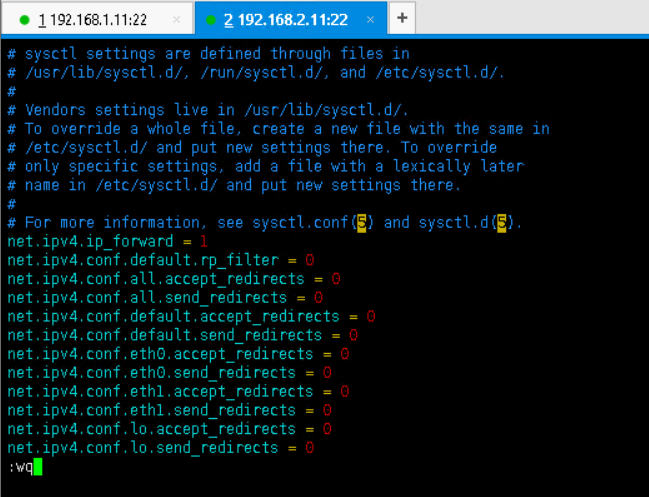 1 192.168.1.11:22 × 2 192.168.2.11:22 × +
# sysctl settings are defined through files in
# /usr/lib/sysctl.d/, /run/sysctl.d/, and /etc/sysctl.d/.
#
# Vendors settings live in /usr/lib/sysctl.d/.
# To override a whole file, create a new file with the same in
# /etc/sysctl.d/ and put new settings there. To override
# only specific settings, add a file with a lexically later
# name in /etc/sysctl.d/ and put new settings there.
#
# For more information, see sysctl.conf(5) and sysctl.d(5).
net.ipv4.ip_forward = 1
net.ipv4.conf.default.rp_filter = 0
net.ipv4.conf.all.accept_redirects = 0
net.ipv4.conf.all.send_redirects = 0
net.ipv4.conf.default.accept_redirects = 0
net.ipv4.conf.default.send_redirects = 0
net.ipv4.conf.eth0.accept_redirects = 0
net.ipv4.conf.eth0.send_redirects = 0
net.ipv4.conf.eth1.accept_redirects = 0
net.ipv4.conf.eth1.send_redirects = 0
net.ipv4.conf.lo.accept_redirects = 0
net.ipv4.conf.lo.send_redirects = 0
:wq